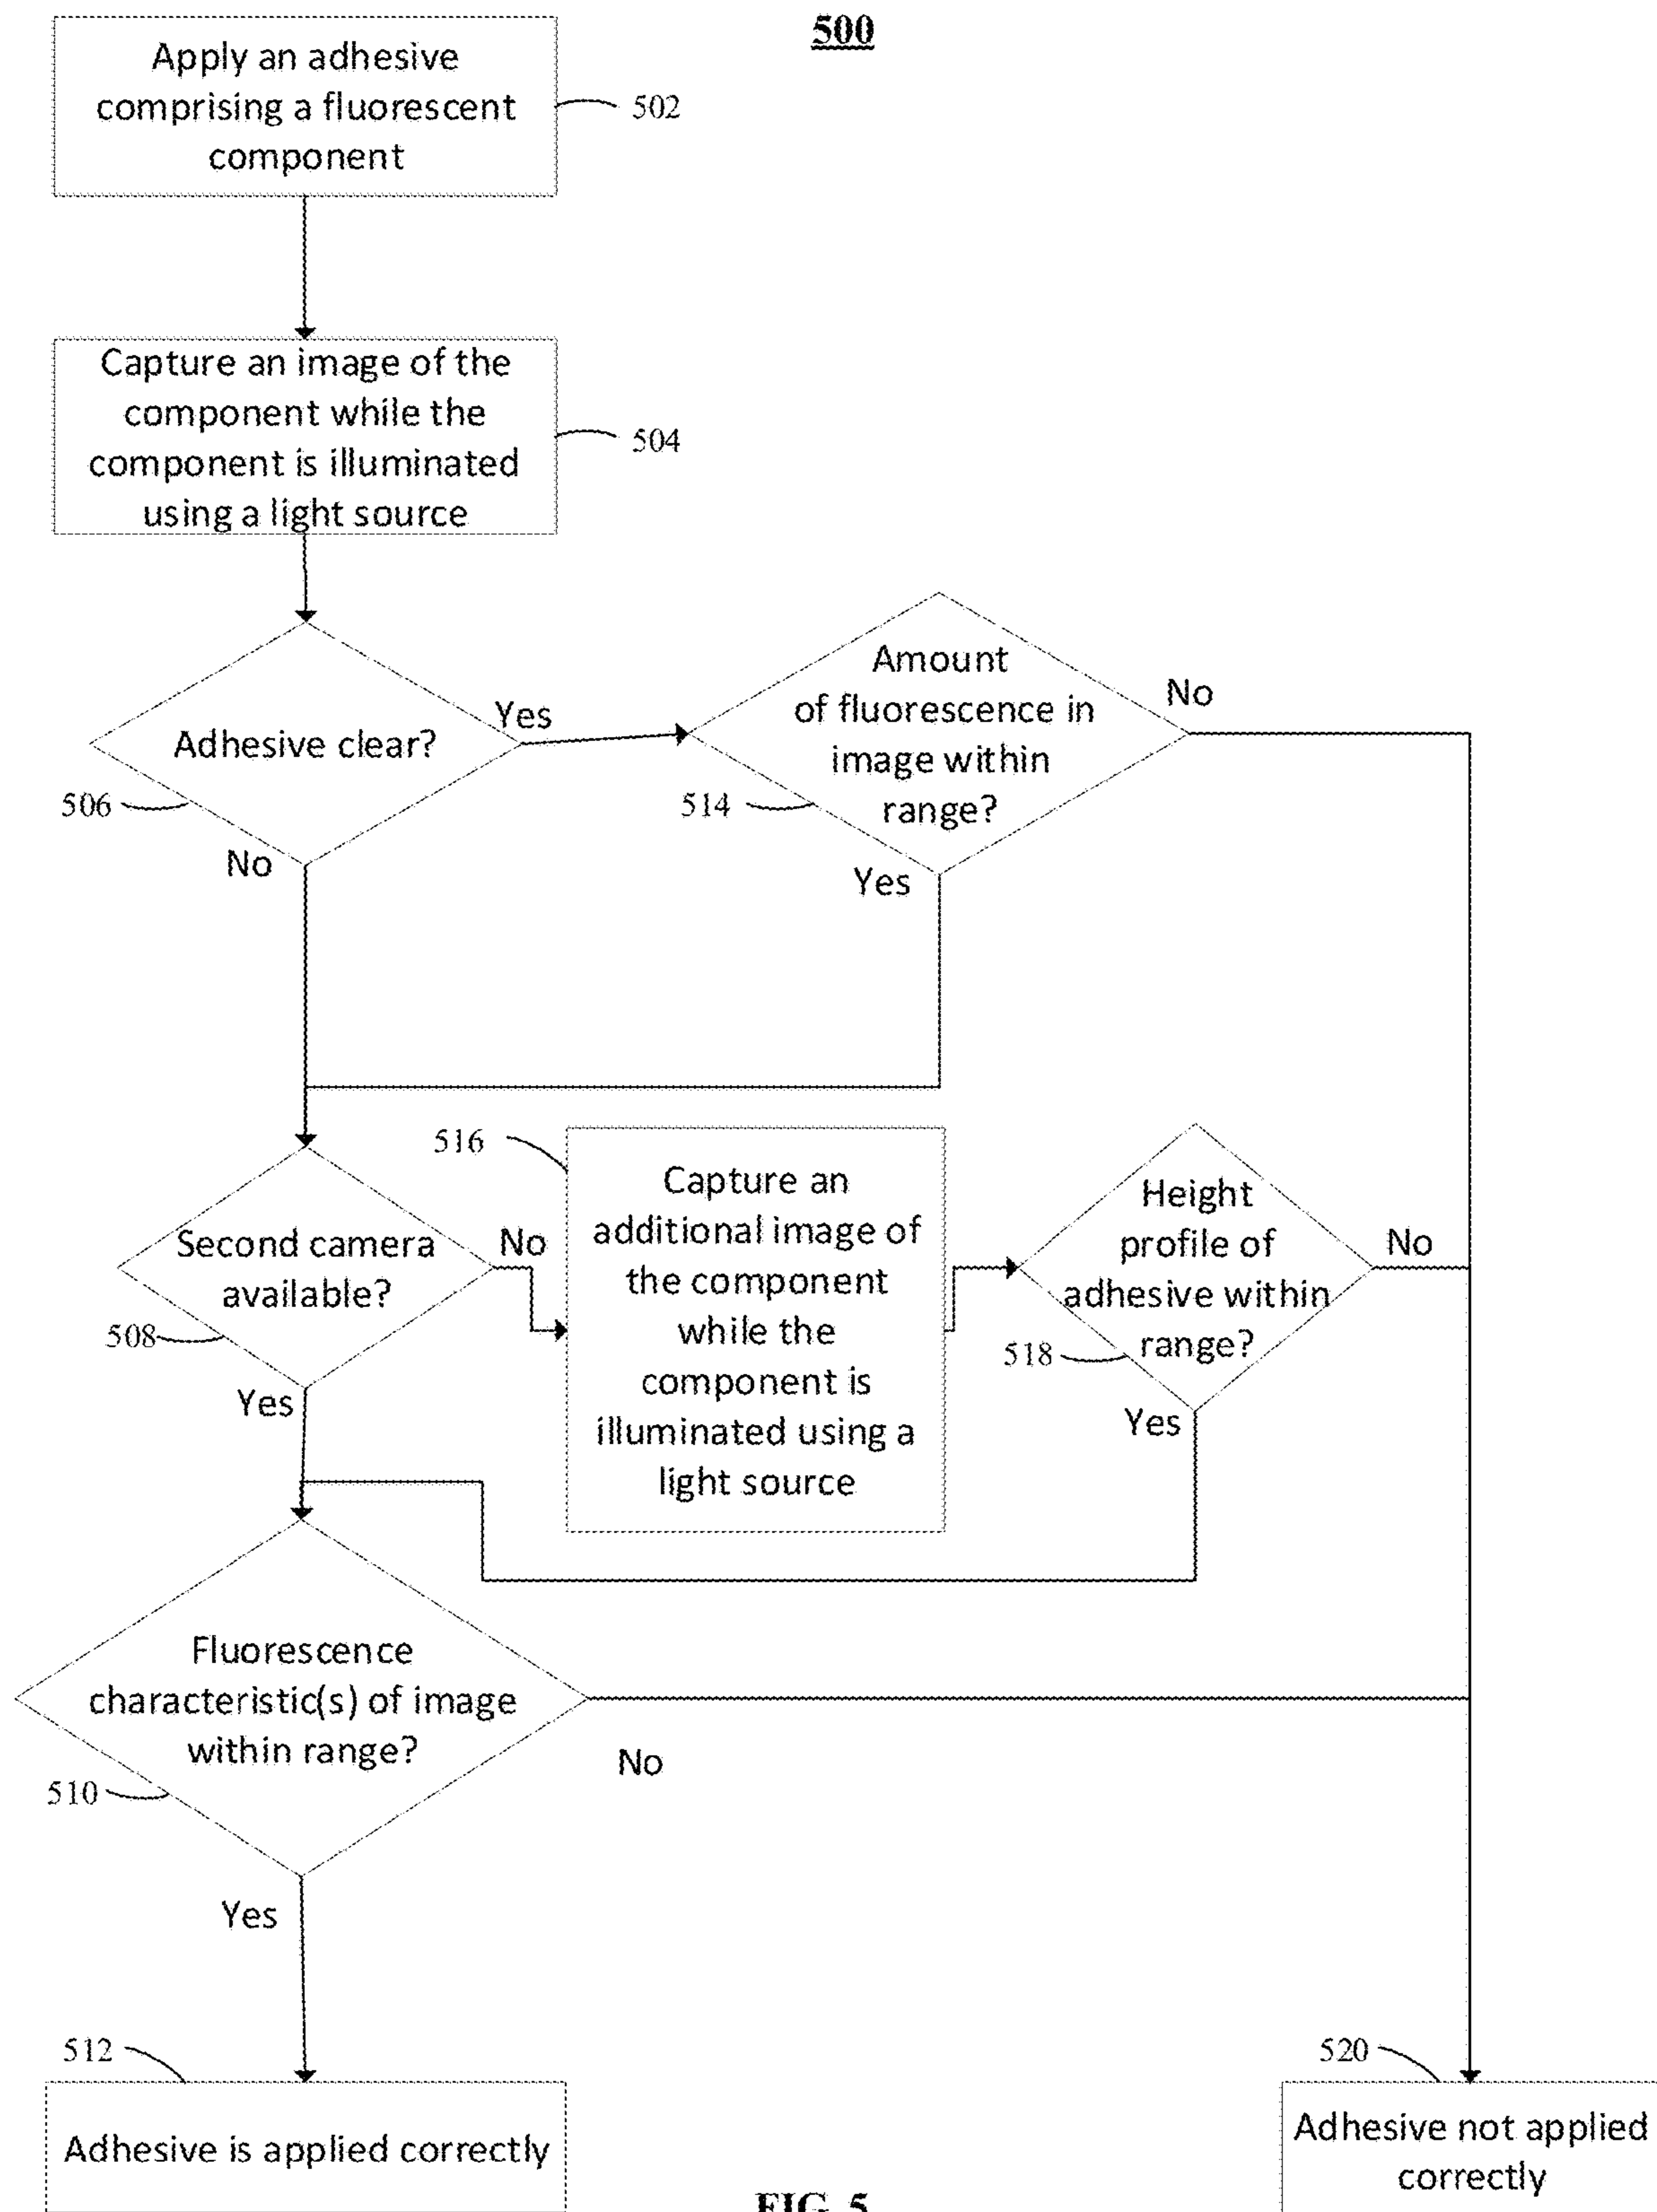 500
Apply an adhesive
comprising a fluorescent
component
502
Capture an image of the
component while the
component is illuminated
using a light source
504
Adhesive clear?
506
Yes
No
Amount
of fluorescence in
image within
range?
514
No
Yes
Second camera
available?
508
No
Yes
516
Capture an
additional image of
the component
while the
component is
illuminated using a
light source
Height
profile of
adhesive within
range?
518
No
Yes
Fluorescence
characteristic(s) of image
within range?
510
No
Yes
512
Adhesive is applied correctly
520
Adhesive not applied
correctly
FIG. 5